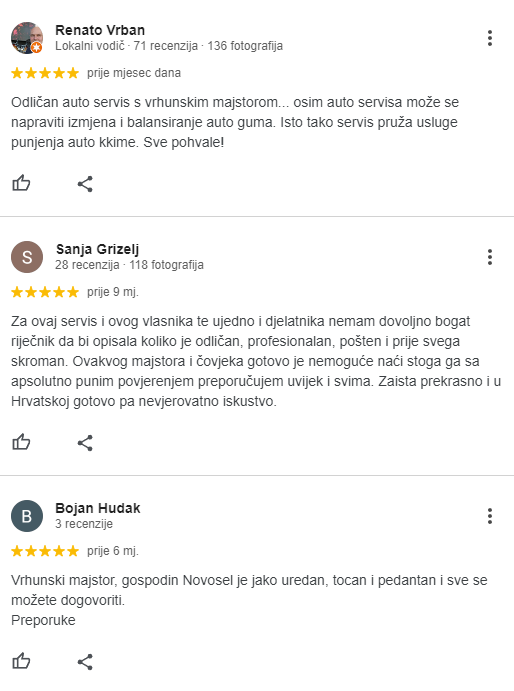 Renato Vrban
Lokalni vodič · 71 recenzija · 136 fotografija
prije mjesec dana
Odličan auto servis s vrhunskim majstorom... osim auto servisa može se
napraviti izmjena i balansiranje auto guma. Isto tako servis pruža usluge
punjenja auto kkime. Sve pohvale!
S
Sanja Grizelj
28 recenzija · 118 fotografija
prije 9 mj.
Za ovaj servis i ovog vlasnika te ujedno i djelatnika nemam dovoljno bogat
riječnik da bi opisala koliko je odličan, profesionalan, pošten i prije svega
skroman. Ovakvog majstora i čovjeka gotovo je nemoguće naći stoga ga sa
apsolutno punim povjerenjem preporučujem uvijek i svima. Zaista prekrasno i u
Hrvatskoj gotovo pa nevjerovatno iskustvo.
B
Bojan Hudak
3 recenzije
prije 6 mj.
Vrhunski majstor, gospodin Novosel je jako uredan, tocan i pedantan i sve se
možete dogovoriti.
Preporuke